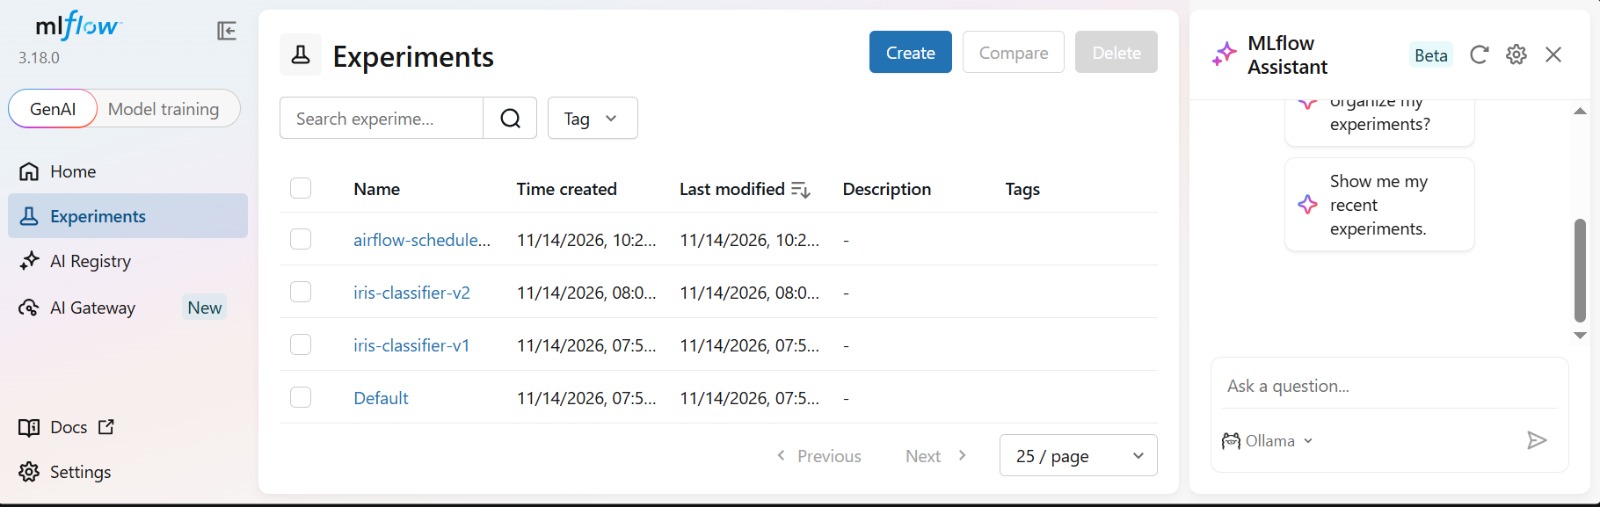 mlflow
3.18.0
GenAI Model training
Home
Experiments
AI Registry
AI Gateway New
Docs
Settings
Experiments
Create Compare Delete
Search experime... Tag
Name Time created Last modified Description Tags
airflow-schedule... 11/14/2026, 10:2... 11/14/2026, 10:2... -
iris-classifier-v2 11/14/2026, 08:0... 11/14/2026, 08:0... -
iris-classifier-v1 11/14/2026, 07:5... 11/14/2026, 07:5... -
Default 11/14/2026, 07:5... 11/14/2026, 07:5... -
Previous Next 25 / page
MLflow
Assistant
Beta
organize my
experiments?
Show me my
recent
experiments.
Ask a question...
Ollama